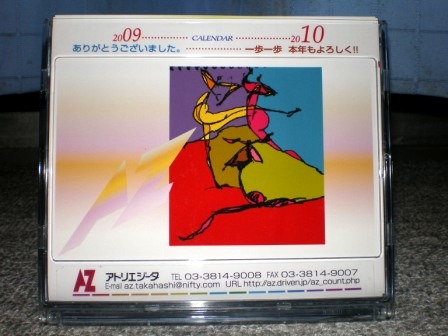 2009 CALENDAR 2010
ありがとうございました。 一歩一歩 本年もよろしく!!
AZ アトリエジータ TEL 03-3814-9008 FAX 03-3814-9007
E-mail az.takahashi@nifty.com URL http://az.driven.jp/az_count.php